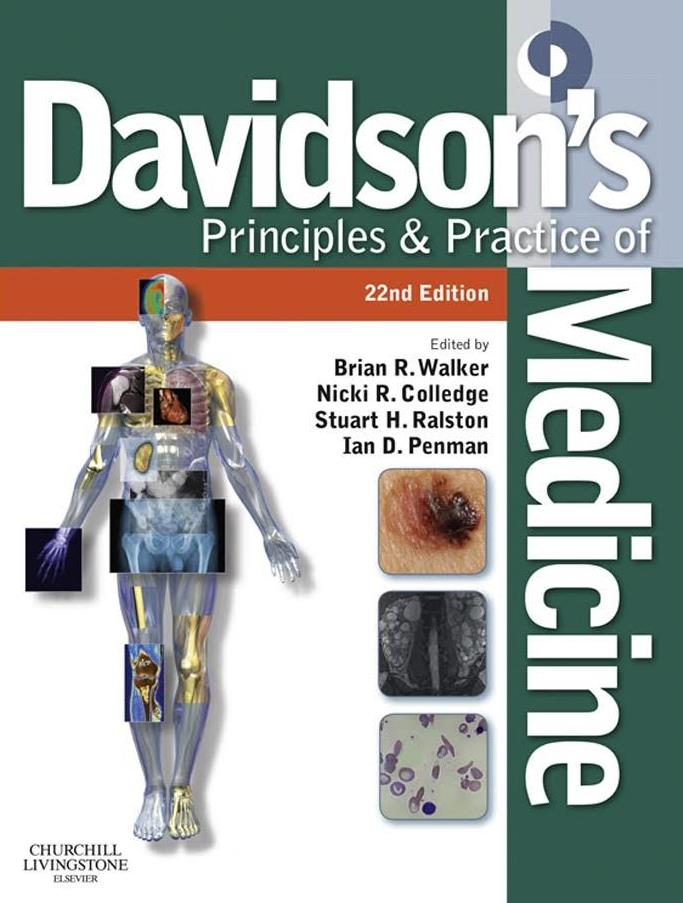 Davidson's
Principles & Practice of
Medicine
22nd Edition
Edited by
Brian R. Walker
Nicki R. Colledge
Stuart H. Ralston
Ian D. Penman
CHURCHILL
LIVINGSTONE
ELSEVIER